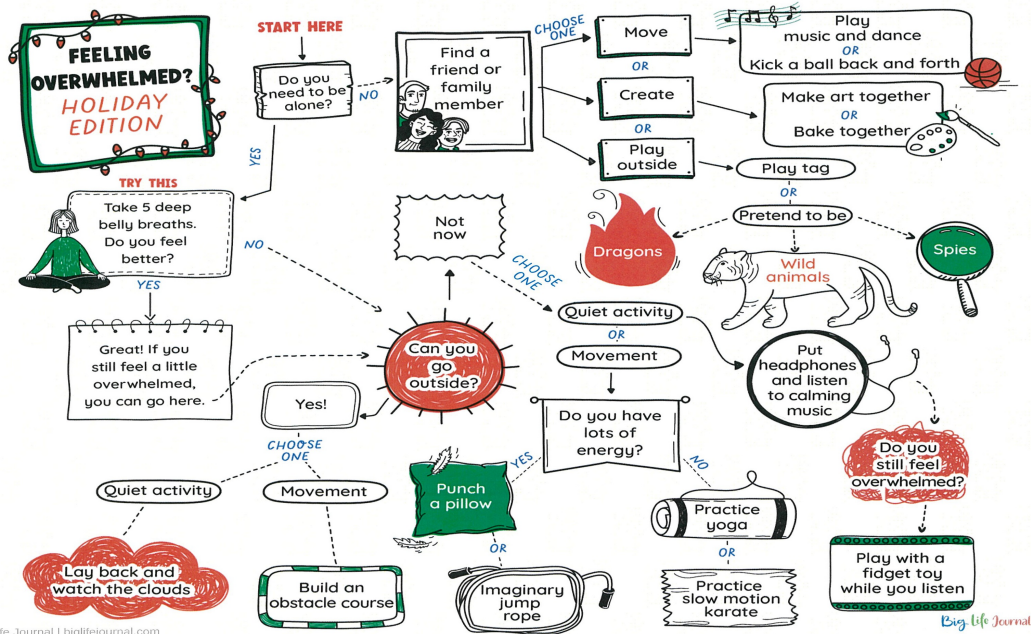 FEELING
OVERWHELMED?
HOLIDAY
EDITION
START HERE
Do you
need to be
alone?
NO
YES
Find a
friend or
family
member
CHOOSE
ONE
Move
OR
Create
OR
Play
outside
Play
music and dance
OR
Kick a ball back and forth
Make art together
OR
Bake together
Play tag
OR
Pretend to be
Dragons
Wild
animals
Spies
TRY THIS
Take 5 deep
belly breaths.
Do you feel
better?
NO
YES
Great! If you
still feel a little
overwhelmed,
you can go here.
Can you
go
outside?
Not
now
CHOOSE
ONE
Quiet activity
OR
Movement
Put
headphones
and listen
to calming
music
Do you
still feel
overwhelmed?
Play with a
fidget toy
while you listen
Do you have
lots of
energy?
YES
NO
Punch
a pillow
OR
Imaginary
jump
rope
Practice
yoga
OR
Practice
slow motion
karate
Yes!
CHOOSE
ONE
Quiet activity
Movement
Lay back and
watch the clouds
Build an
obstacle course
fe Journal | biglifejournal.com
Big Life Journal